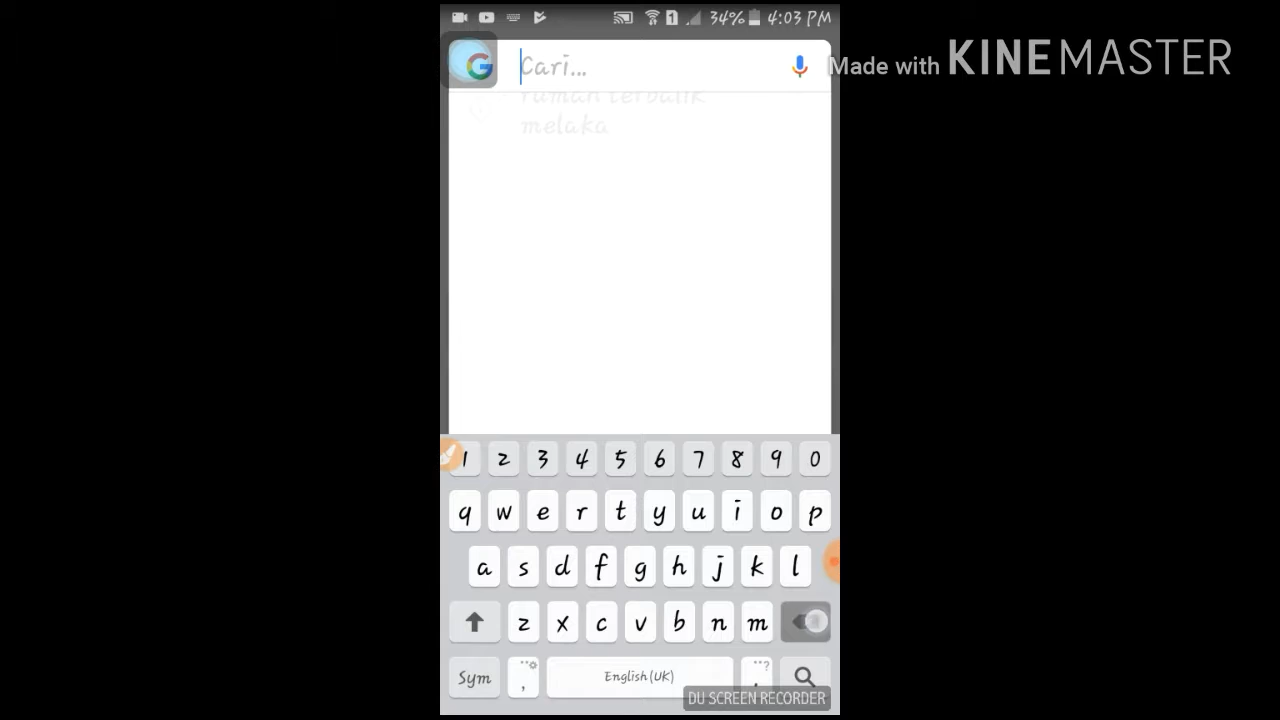 1 34% 4:03 PM
G Cari...
Made with KINEMASTER
rumah terbalik
melaka
1 2 3 4 5 6 7 8 9 0
q w e r t y u i o p
a s d f g h j k l
z x c v b n m
Sym , English (UK) . ?
DU SCREEN RECORDER